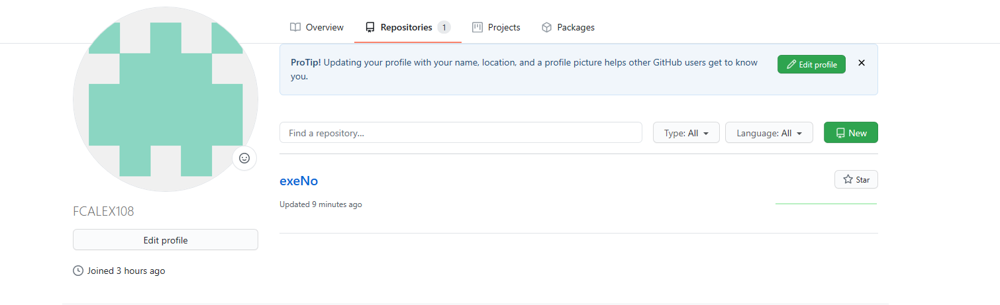 Overview Repositories 1 Projects Packages
ProTip! Updating your profile with your name, location, and a profile picture helps other GitHub users get to know
you.
Edit profile
Find a repository...
Type: All
Language: All
New
exeNo
Star
Updated 9 minutes ago
FCALEX108
Edit profile
Joined 3 hours ago